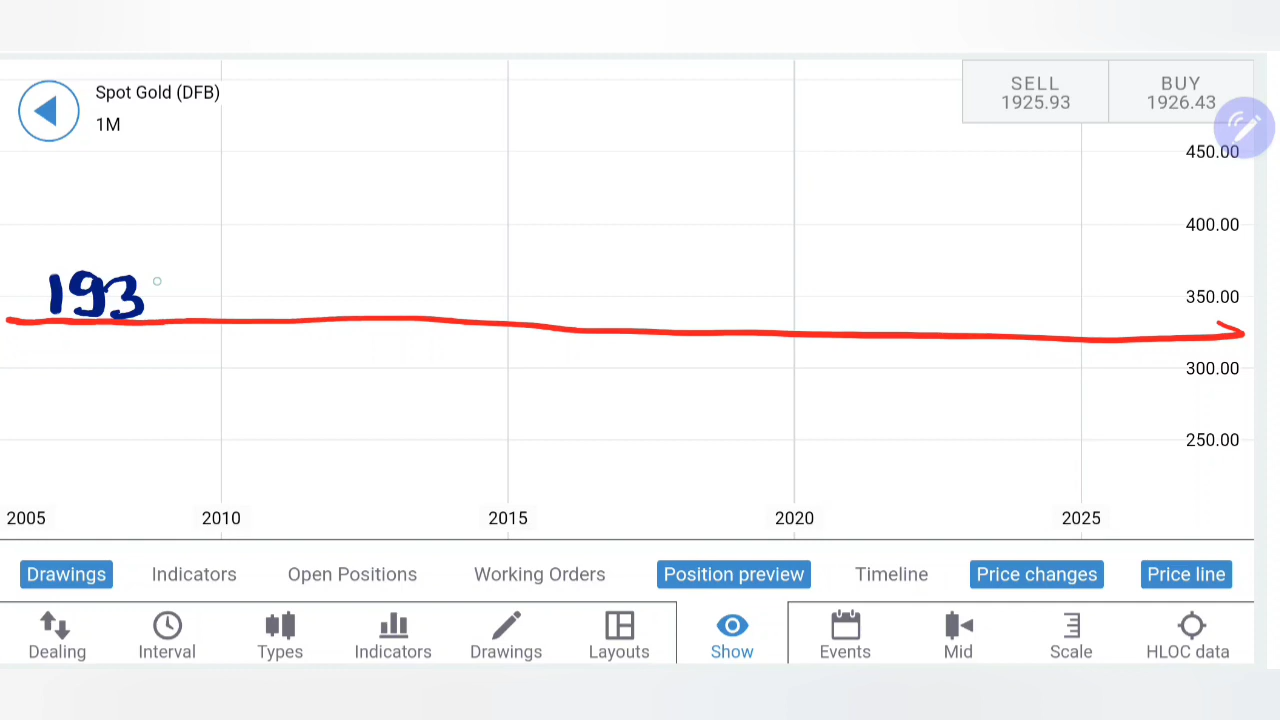 Spot Gold (DFB)
1M
SELL
1925.93
BUY
1926.43
450.00
400.00
193
350.00
300.00
250.00
2005 2010 2015 2020 2025
Drawings Indicators Open Positions Working Orders Position preview Timeline Price changes Price line
Dealing Interval Types Indicators Drawings Layouts Show Events Mid Scale HLOC data